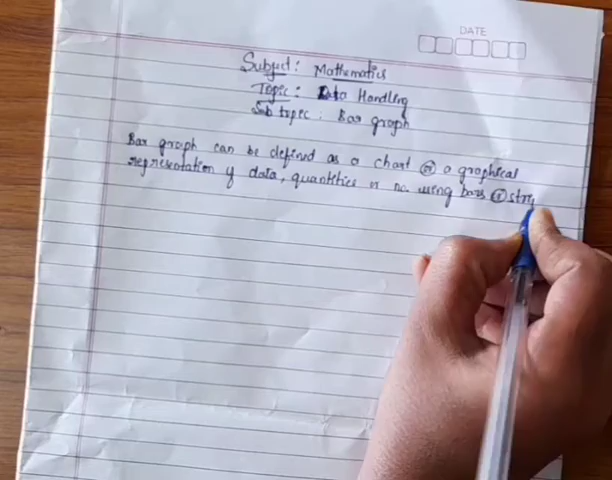 DATE
Subject: Mathematics
Topic: Data Handling
Sub topic: Bar graph
Bar graph can be defined as a chart or a graphical
representation of data, quantities or no. using bars or stri